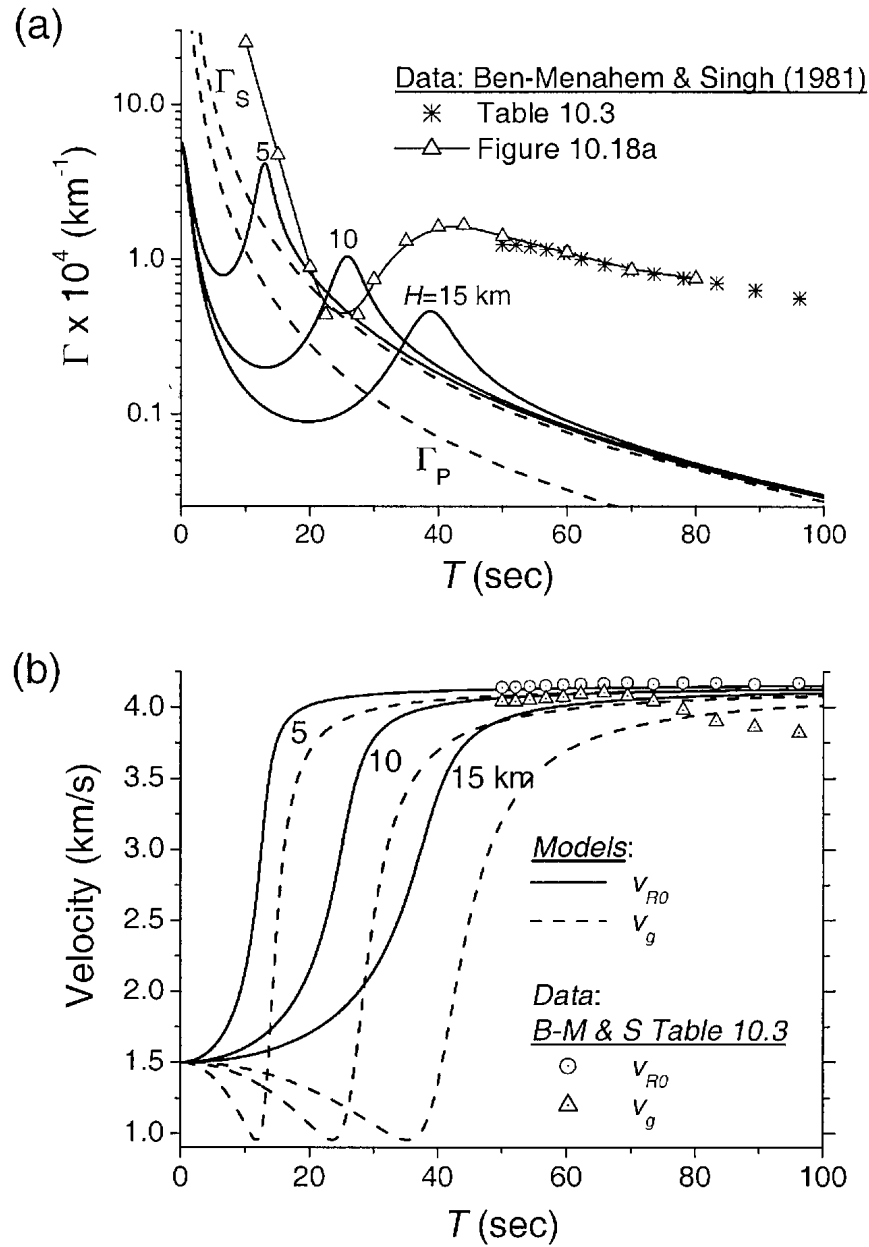 (a)
Γ x 10⁴ (km⁻¹)
10.0
1.0
0.1
Γ_S
5
10
H=15 km
Γ_P
Data: Ben-Menahem & Singh (1981)
Table 10.3
Figure 10.18a
0 20 40 60 80 100
T (sec)
(b)
Velocity (km/s)
4.0
3.5
3.0
2.5
2.0
1.5
1.0
5
10
15 km
Models:
v_R0
v_g
Data:
B-M & S Table 10.3
v_R0
v_g
0 20 40 60 80 100
T (sec)